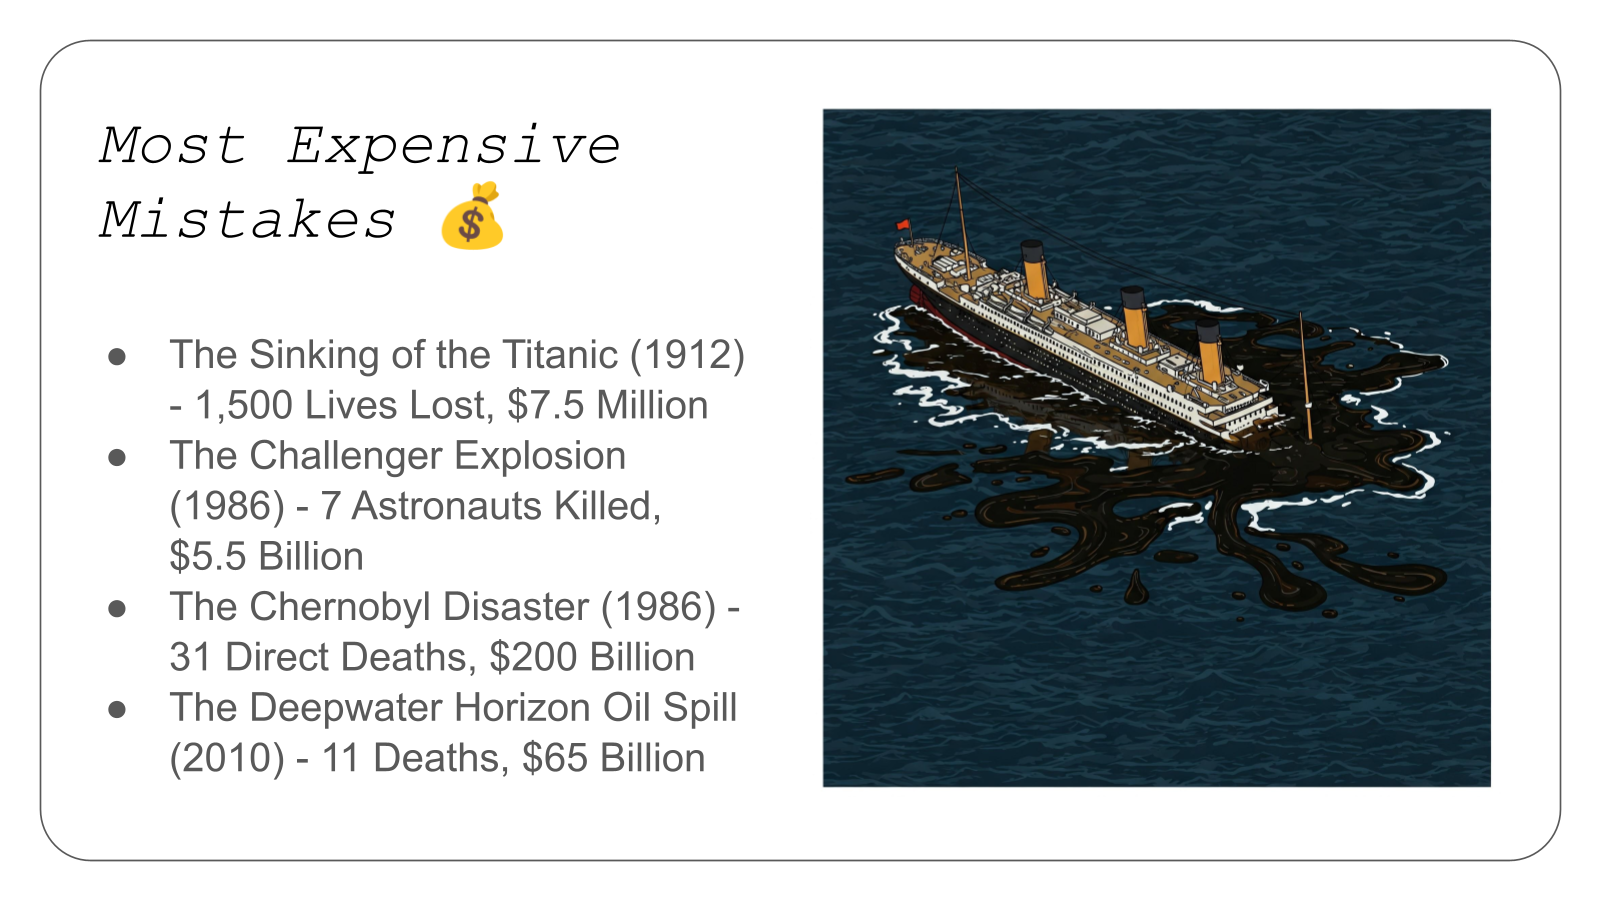 Most Expensive
Mistakes 💰
● The Sinking of the Titanic (1912)
- 1,500 Lives Lost, $7.5 Million
● The Challenger Explosion
(1986) - 7 Astronauts Killed,
$5.5 Billion
● The Chernobyl Disaster (1986) -
31 Direct Deaths, $200 Billion
● The Deepwater Horizon Oil Spill
(2010) - 11 Deaths, $65 Billion